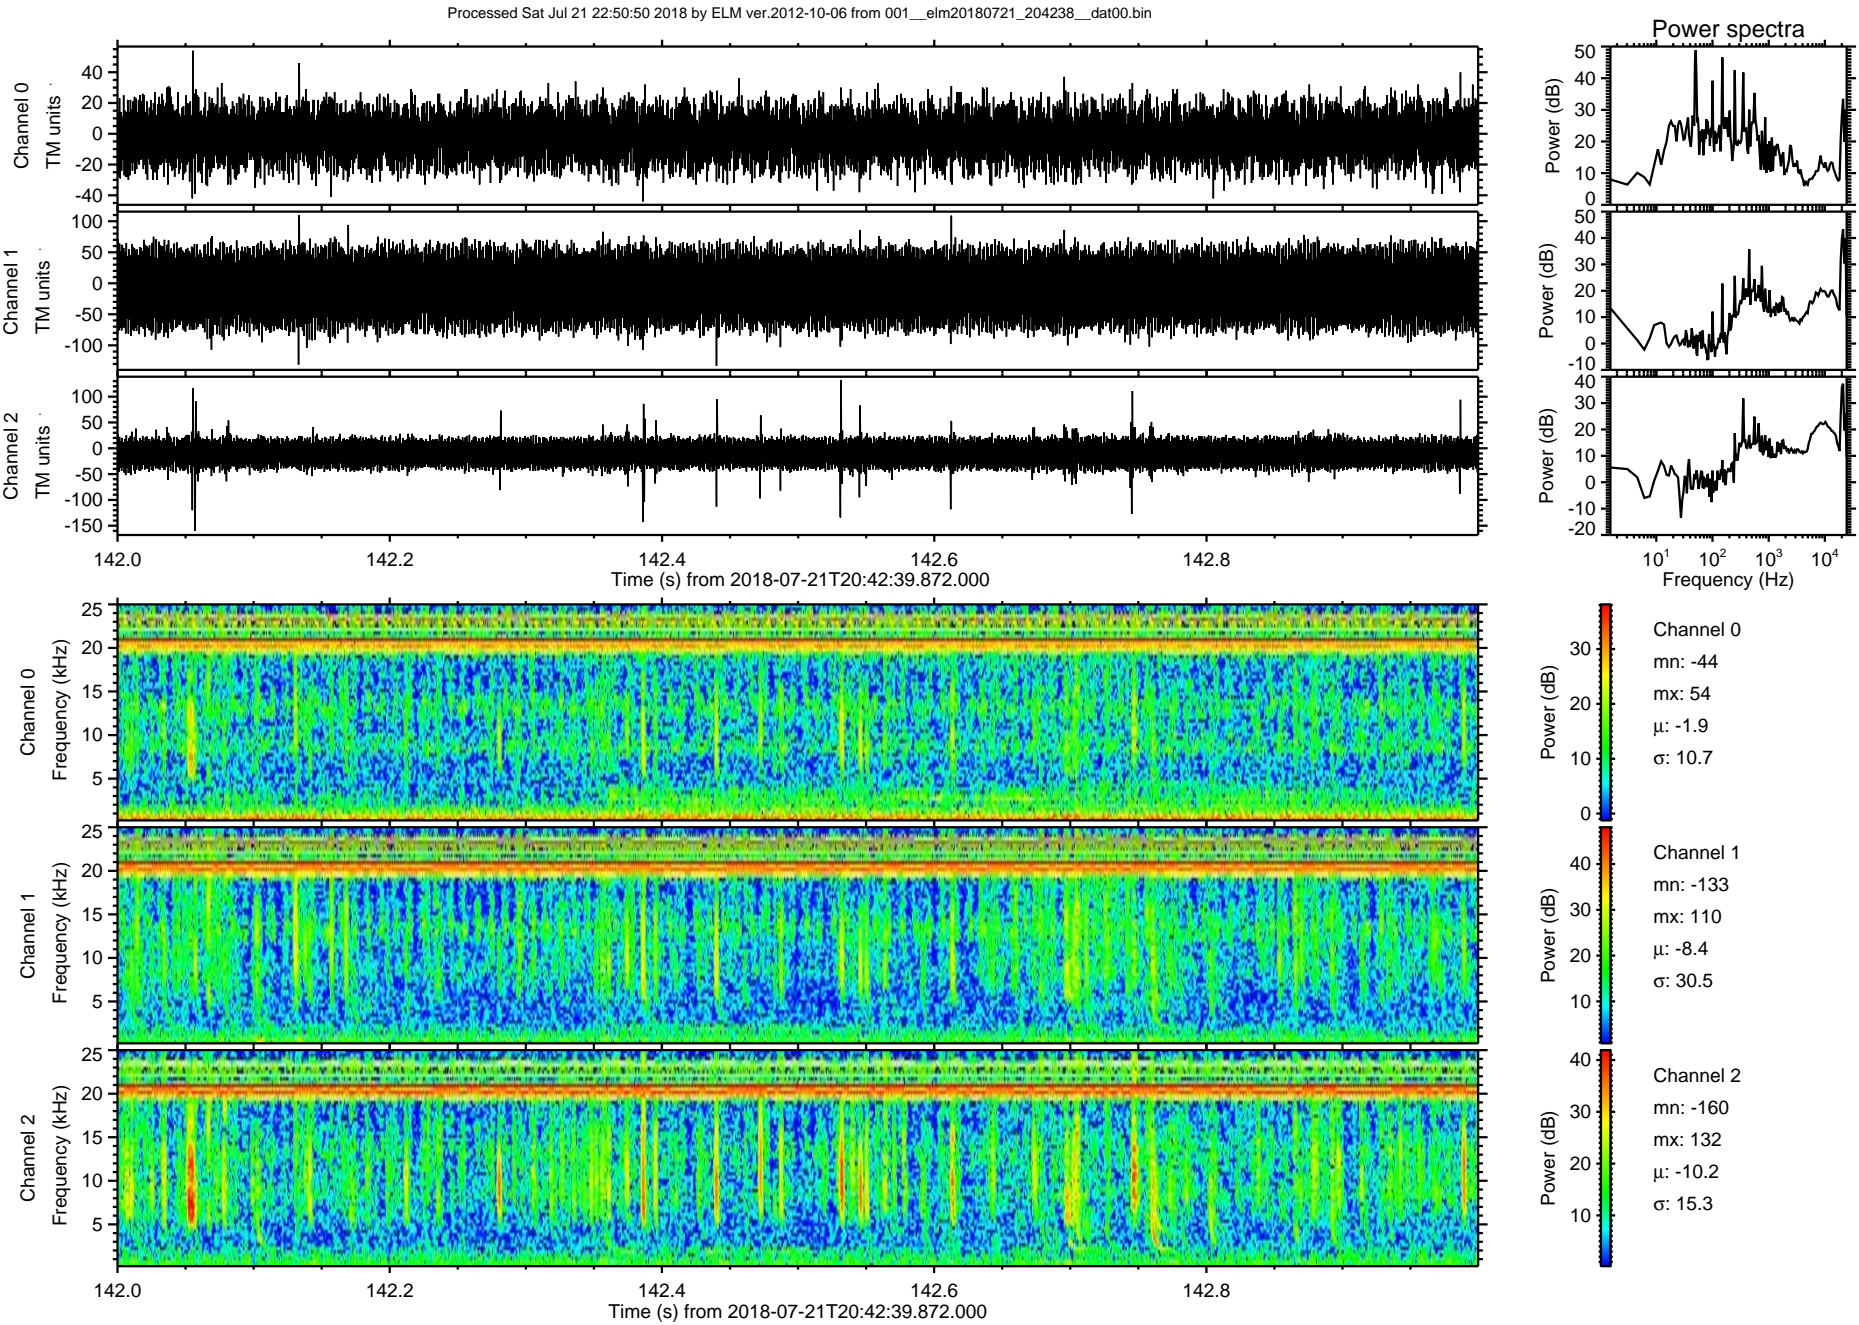 Processed Sat Jul 21 22:50:50 2018 by ELM ver.2012-10-06 from 001__elm20180721_204238__dat00.bin
Power spectra
Channel 0
TM units
40
20
0
-20
-40
Power (dB)
50
40
30
20
10
0
Channel 1
TM units
100
50
0
-50
-100
Power (dB)
50
40
30
20
10
0
-10
Channel 2
TM units
100
50
0
-50
-100
-150
Power (dB)
40
30
20
10
0
-10
-20
142.0 142.2 142.4 142.6 142.8
Time (s) from 2018-07-21T20:42:39.872.000
10¹ 10² 10³ 10⁴
Frequency (Hz)
Channel 0
Frequency (kHz)
25
20
15
10
5
Power (dB)
30
20
10
0
Channel 0
mn: -44
mx: 54
μ: -1.9
σ: 10.7
Channel 1
Frequency (kHz)
25
20
15
10
5
Power (dB)
40
30
20
10
Channel 1
mn: -133
mx: 110
μ: -8.4
σ: 30.5
Channel 2
Frequency (kHz)
25
20
15
10
5
Power (dB)
40
30
20
10
Channel 2
mn: -160
mx: 132
μ: -10.2
σ: 15.3
142.0 142.2 142.4 142.6 142.8
Time (s) from 2018-07-21T20:42:39.872.000